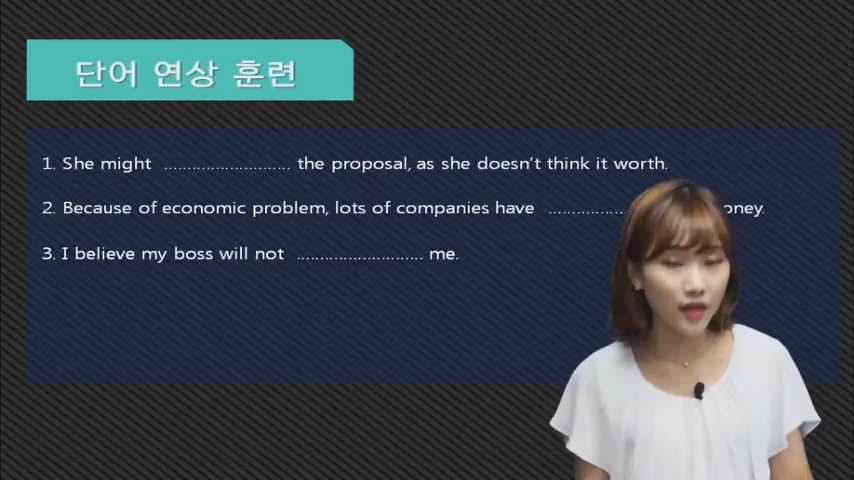 단어 연상 훈련
1. She might .......................... the proposal, as she doesn't think it worth.
2. Because of economic problem, lots of companies have ................
3. I believe my boss will not .......................... me.